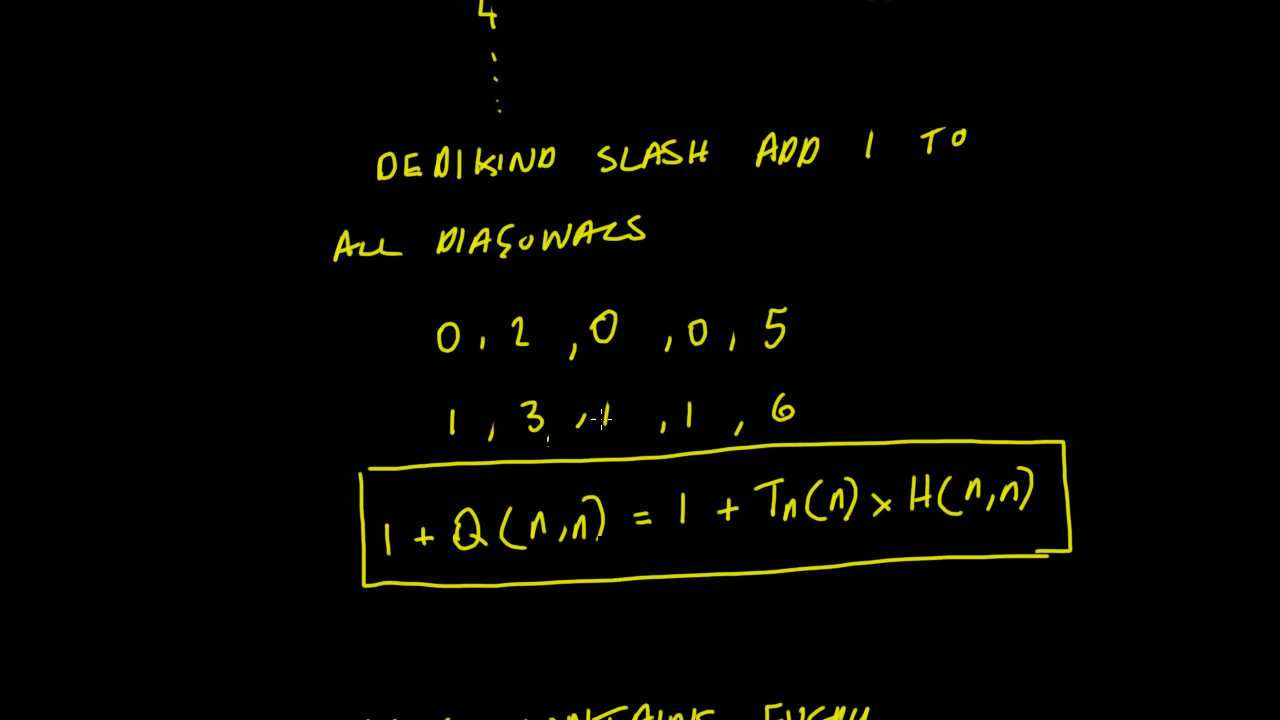 4
DEDIKIND SLASH ADD 1 TO
ALL DIAGONALS
0, 2, 0, 0, 5
1, 3, 1, 1, 6
1 + Q(n,n) = 1 + Tn(n) × H(n,n)